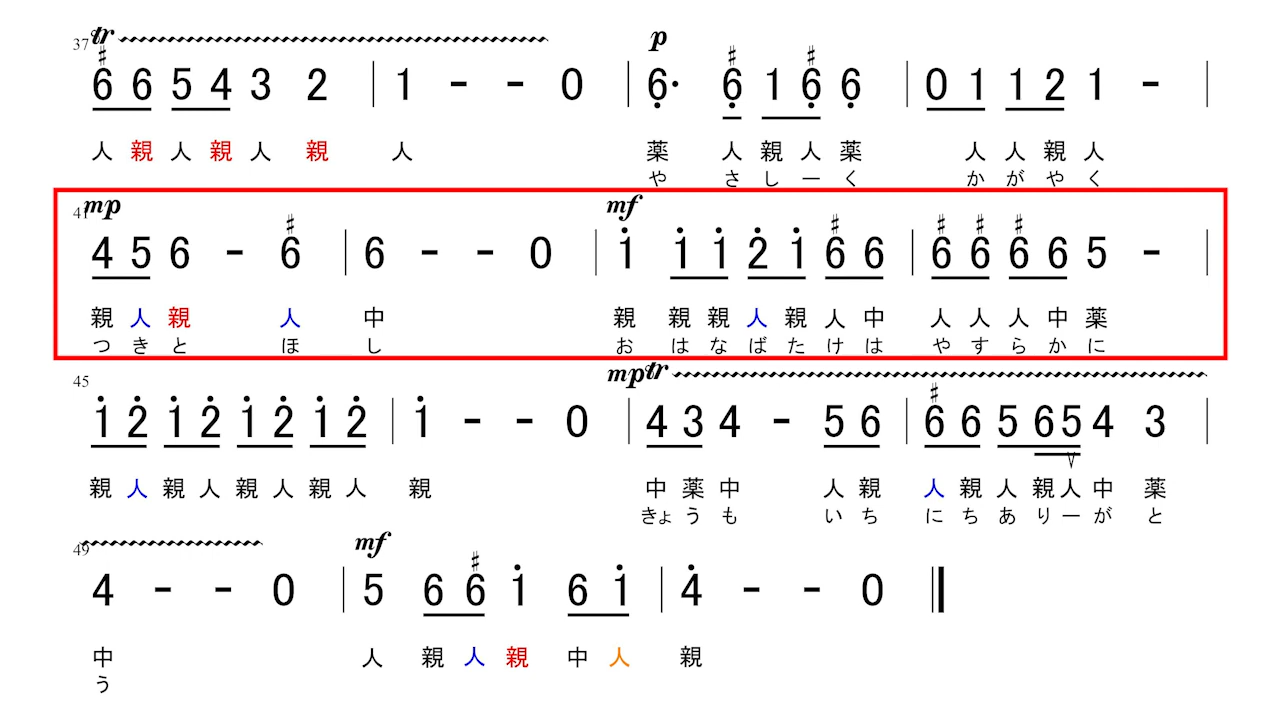 37 tr
♯6 6 5 4 3 2 | 1 - - 0 | p 6· ♯6 1 ♯6 6 | 0 1 1 2 1 - |
人 親 人 親 人 親 人 薬 人 親 人 薬 人 人 親 人
や さ し ー く か が や く
41 mp mf
4 5 6 - ♯6 | 6 - - 0 | 1 1 1 2 1 ♯6 6 | ♯6 ♯6 ♯6 6 5 - |
親 人 親 人 中 親 親 親 人 親 人 中 人 人 人 中 薬
つ き と ほ し お は な ば た け は や す ら か に
45 mp tr
1 2 1 2 1 2 1 2 | 1 - - 0 | 4 3 4 - 5 6 | ♯6 6 5 6 5 4 3 |
親 人 親 人 親 人 親 人 親 中 薬 中 人 親 人 親 人 親 人 中 薬
きょ う も い ち に ち あ り ー が と
49 mf
4 - - 0 | 5 6 ♯6 1 6 1 | 4 - - 0
中 人 親 人 親 中 人 親
う